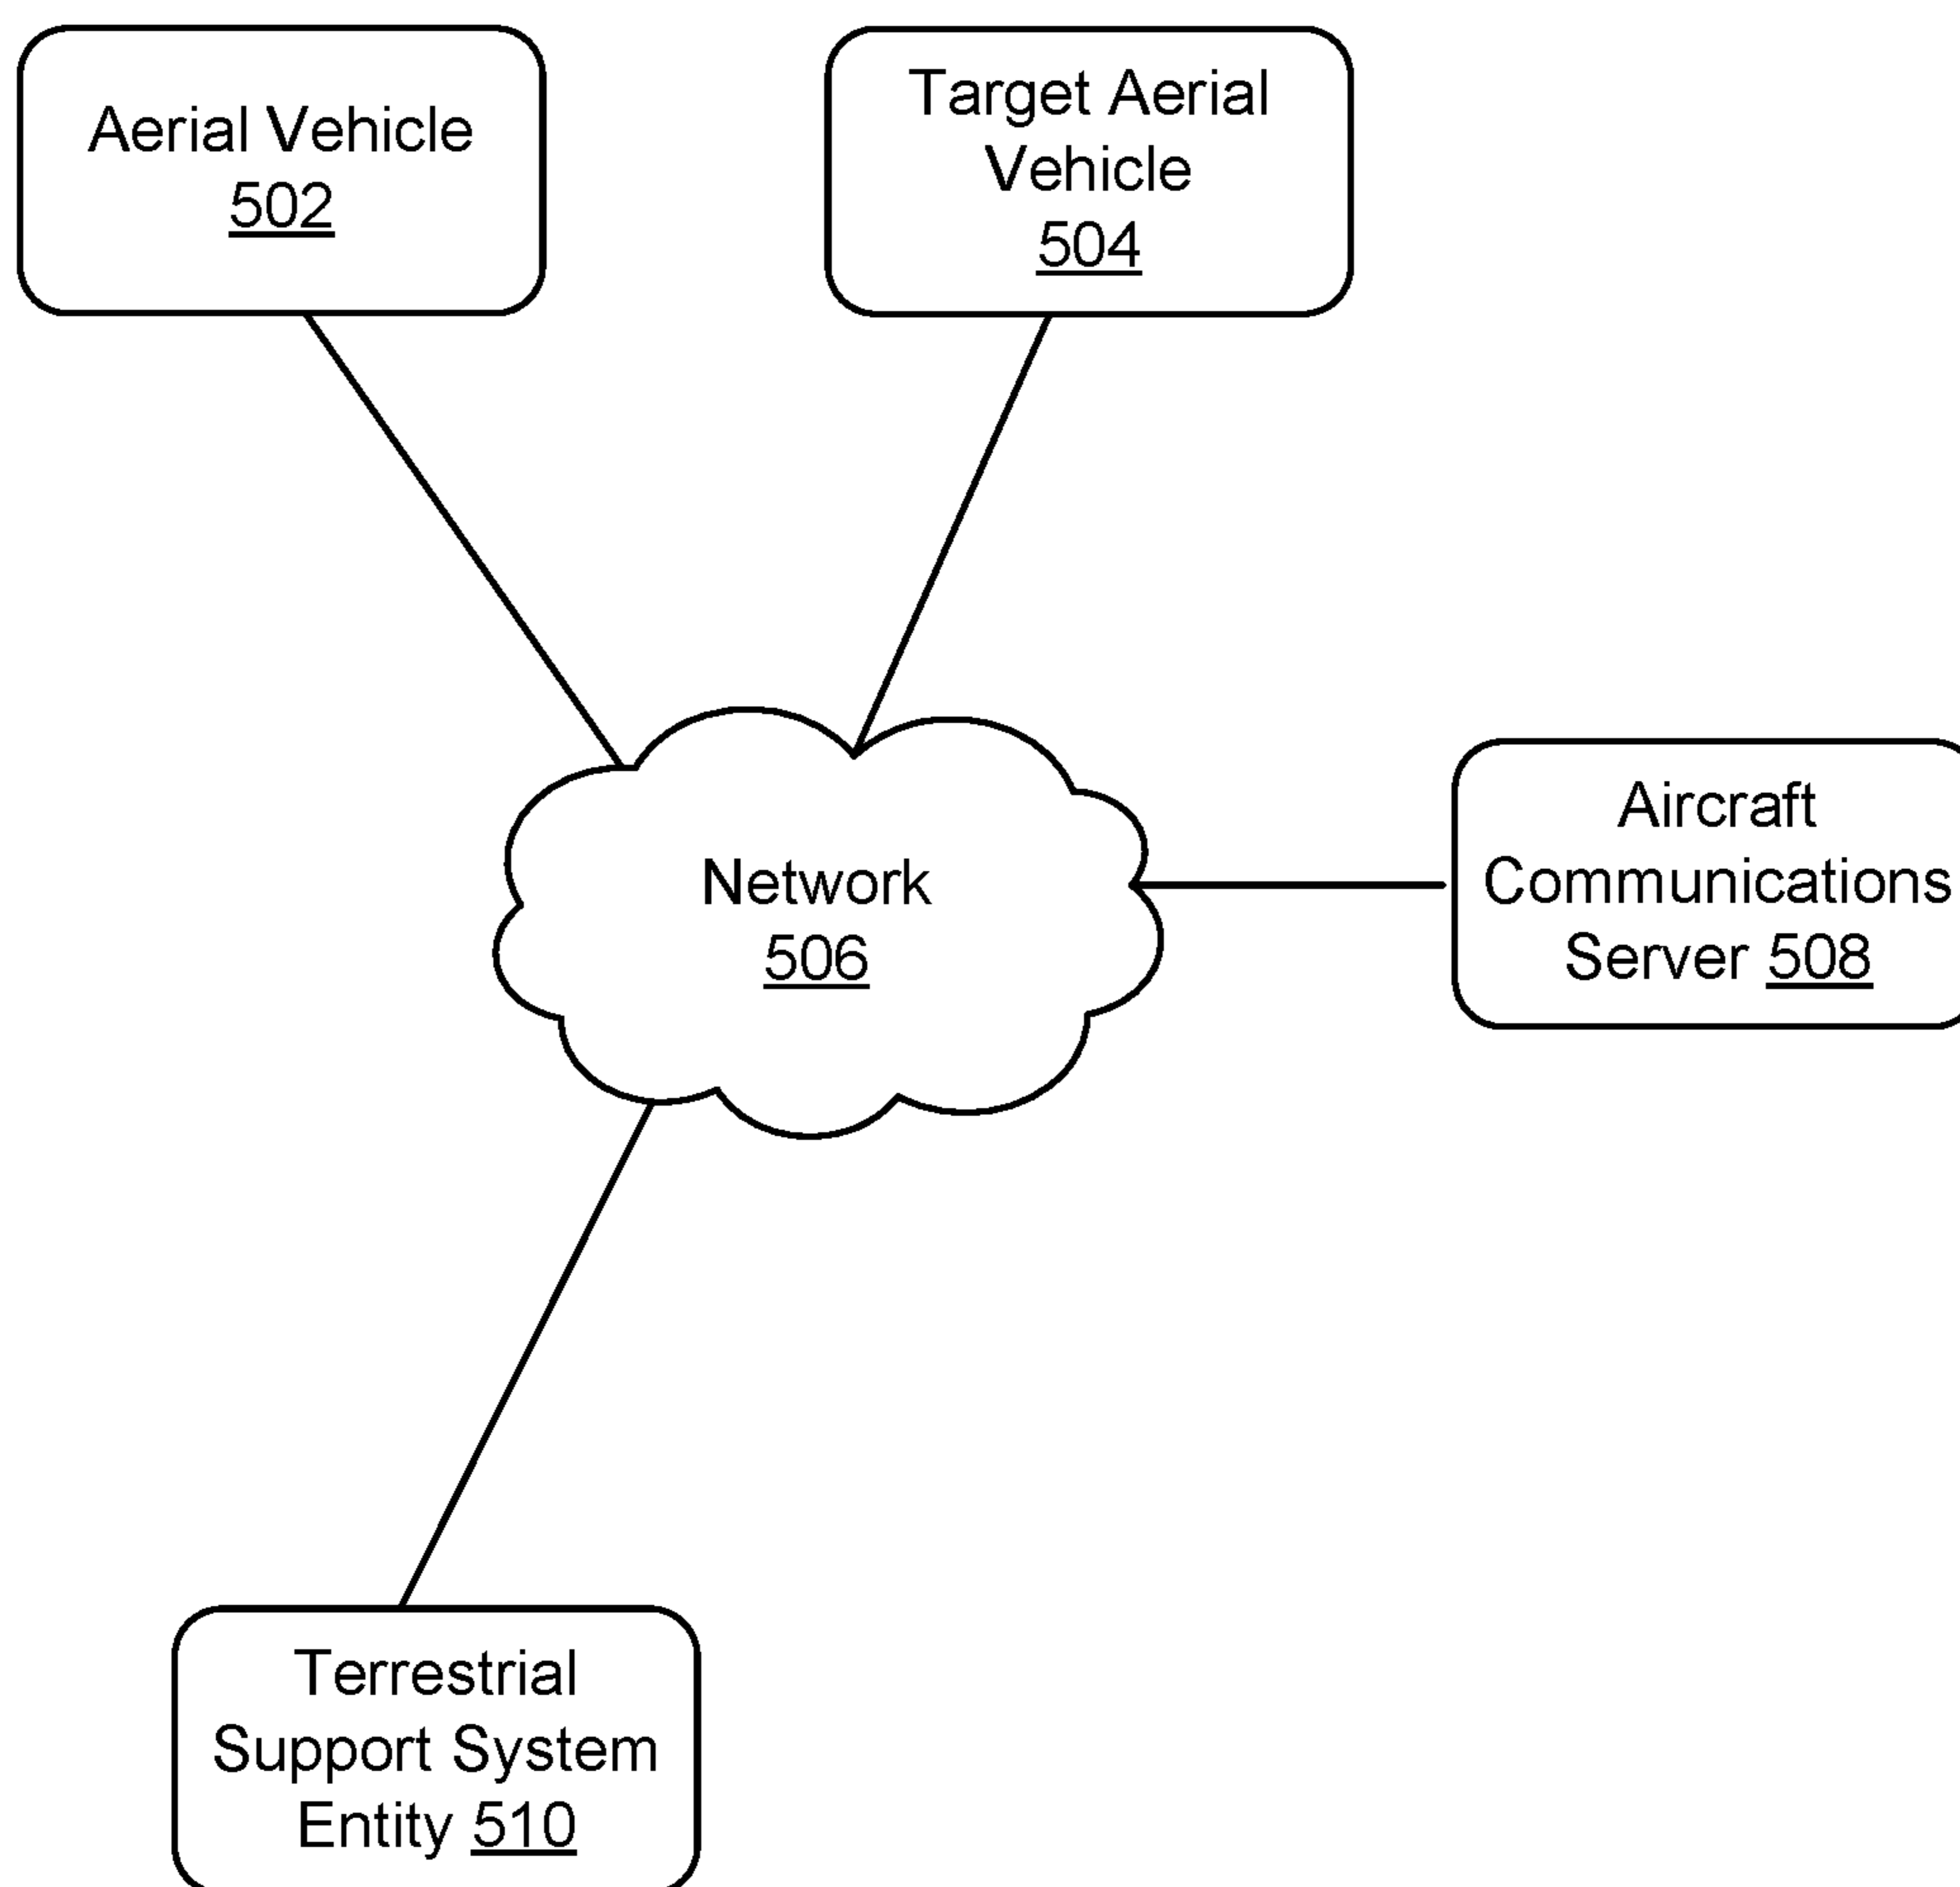 Aerial Vehicle
502
Target Aerial
Vehicle
504
Network
506
Aircraft
Communications
Server 508
Terrestrial
Support System
Entity 510